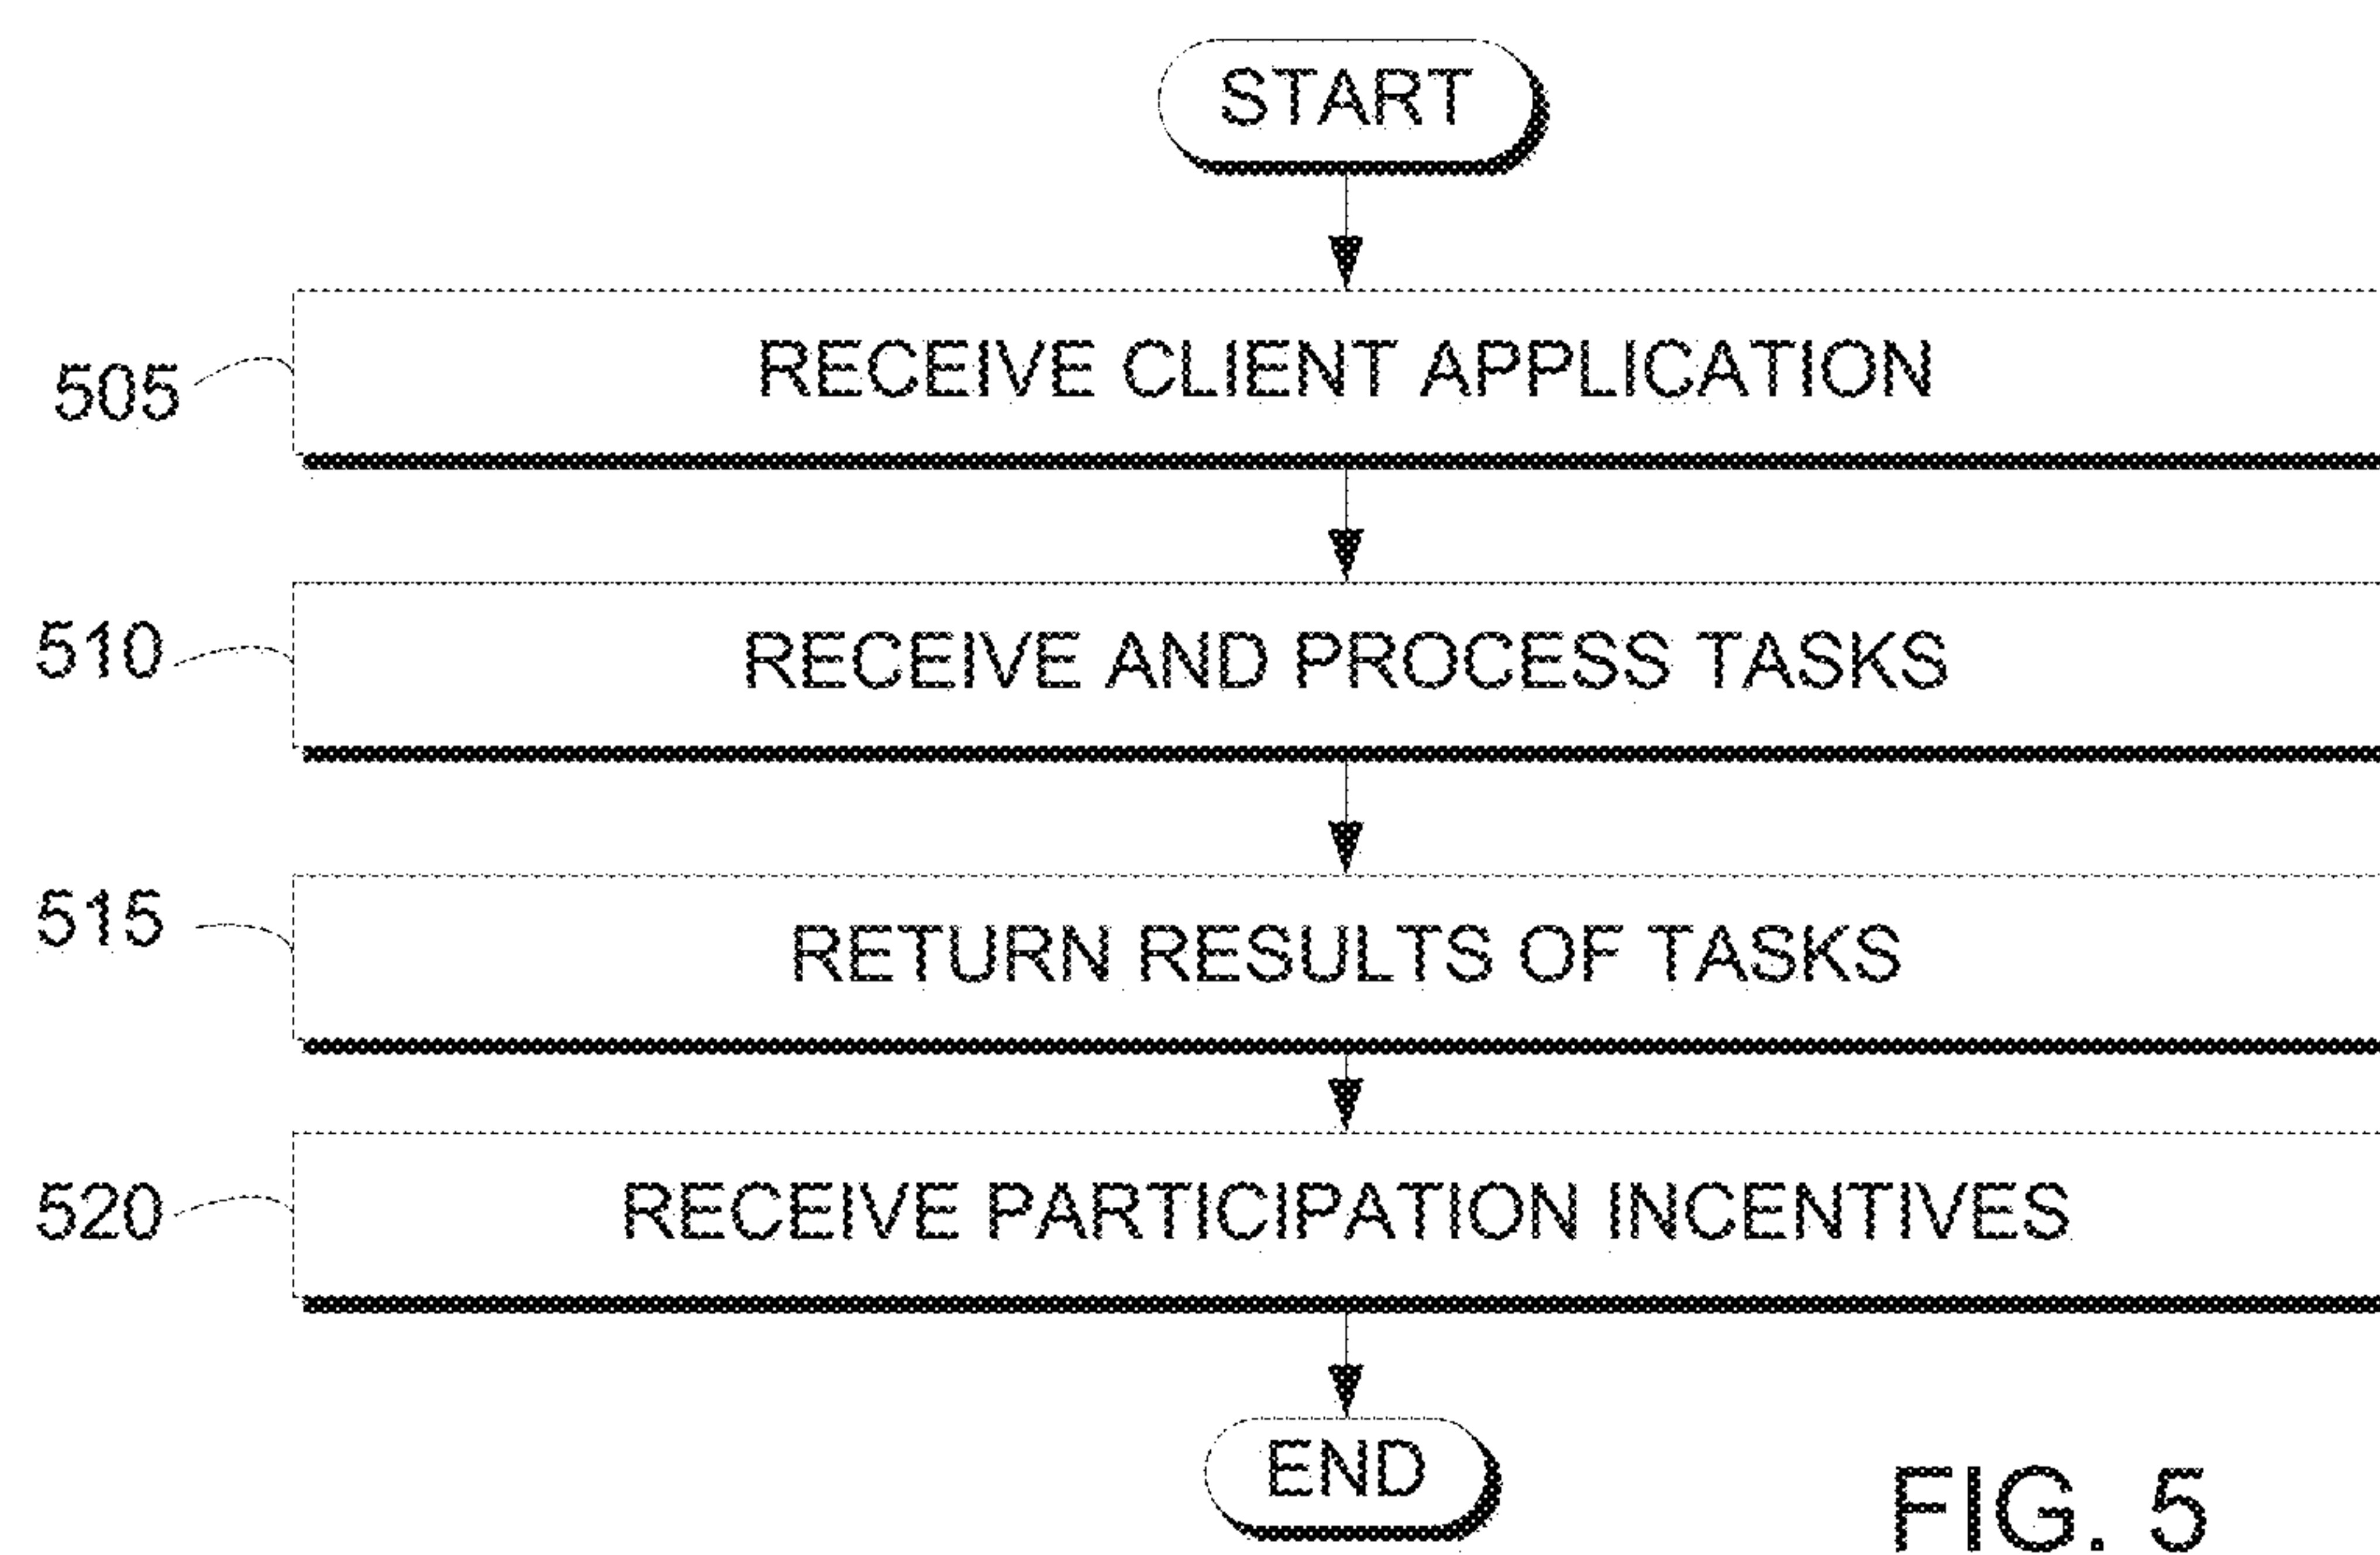 START
RECEIVE CLIENT APPLICATION
505
RECEIVE AND PROCESS TASKS
510
RETURN RESULTS OF TASKS
515
RECEIVE PARTICIPATION INCENTIVES
520
END
FIG. 5